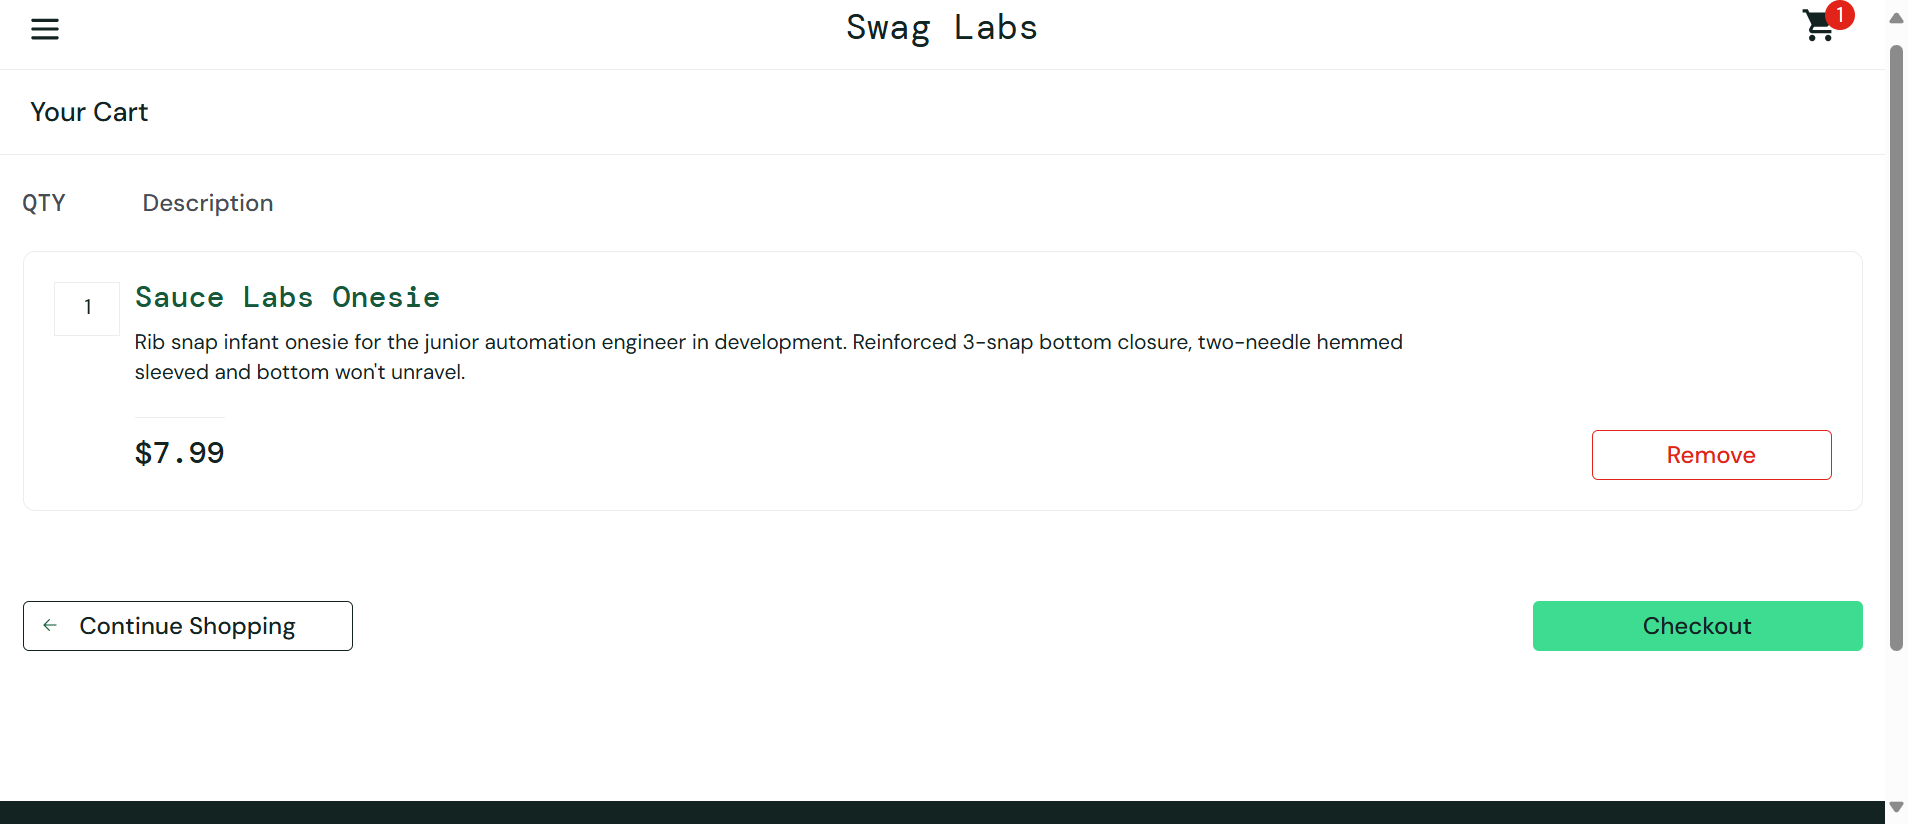 Swag Labs
1
Your Cart
QTY Description
1
Sauce Labs Onesie
Rib snap infant onesie for the junior automation engineer in development. Reinforced 3-snap bottom closure, two-needle hemmed
sleeved and bottom won't unravel.
$7.99
Remove
Continue Shopping
Checkout